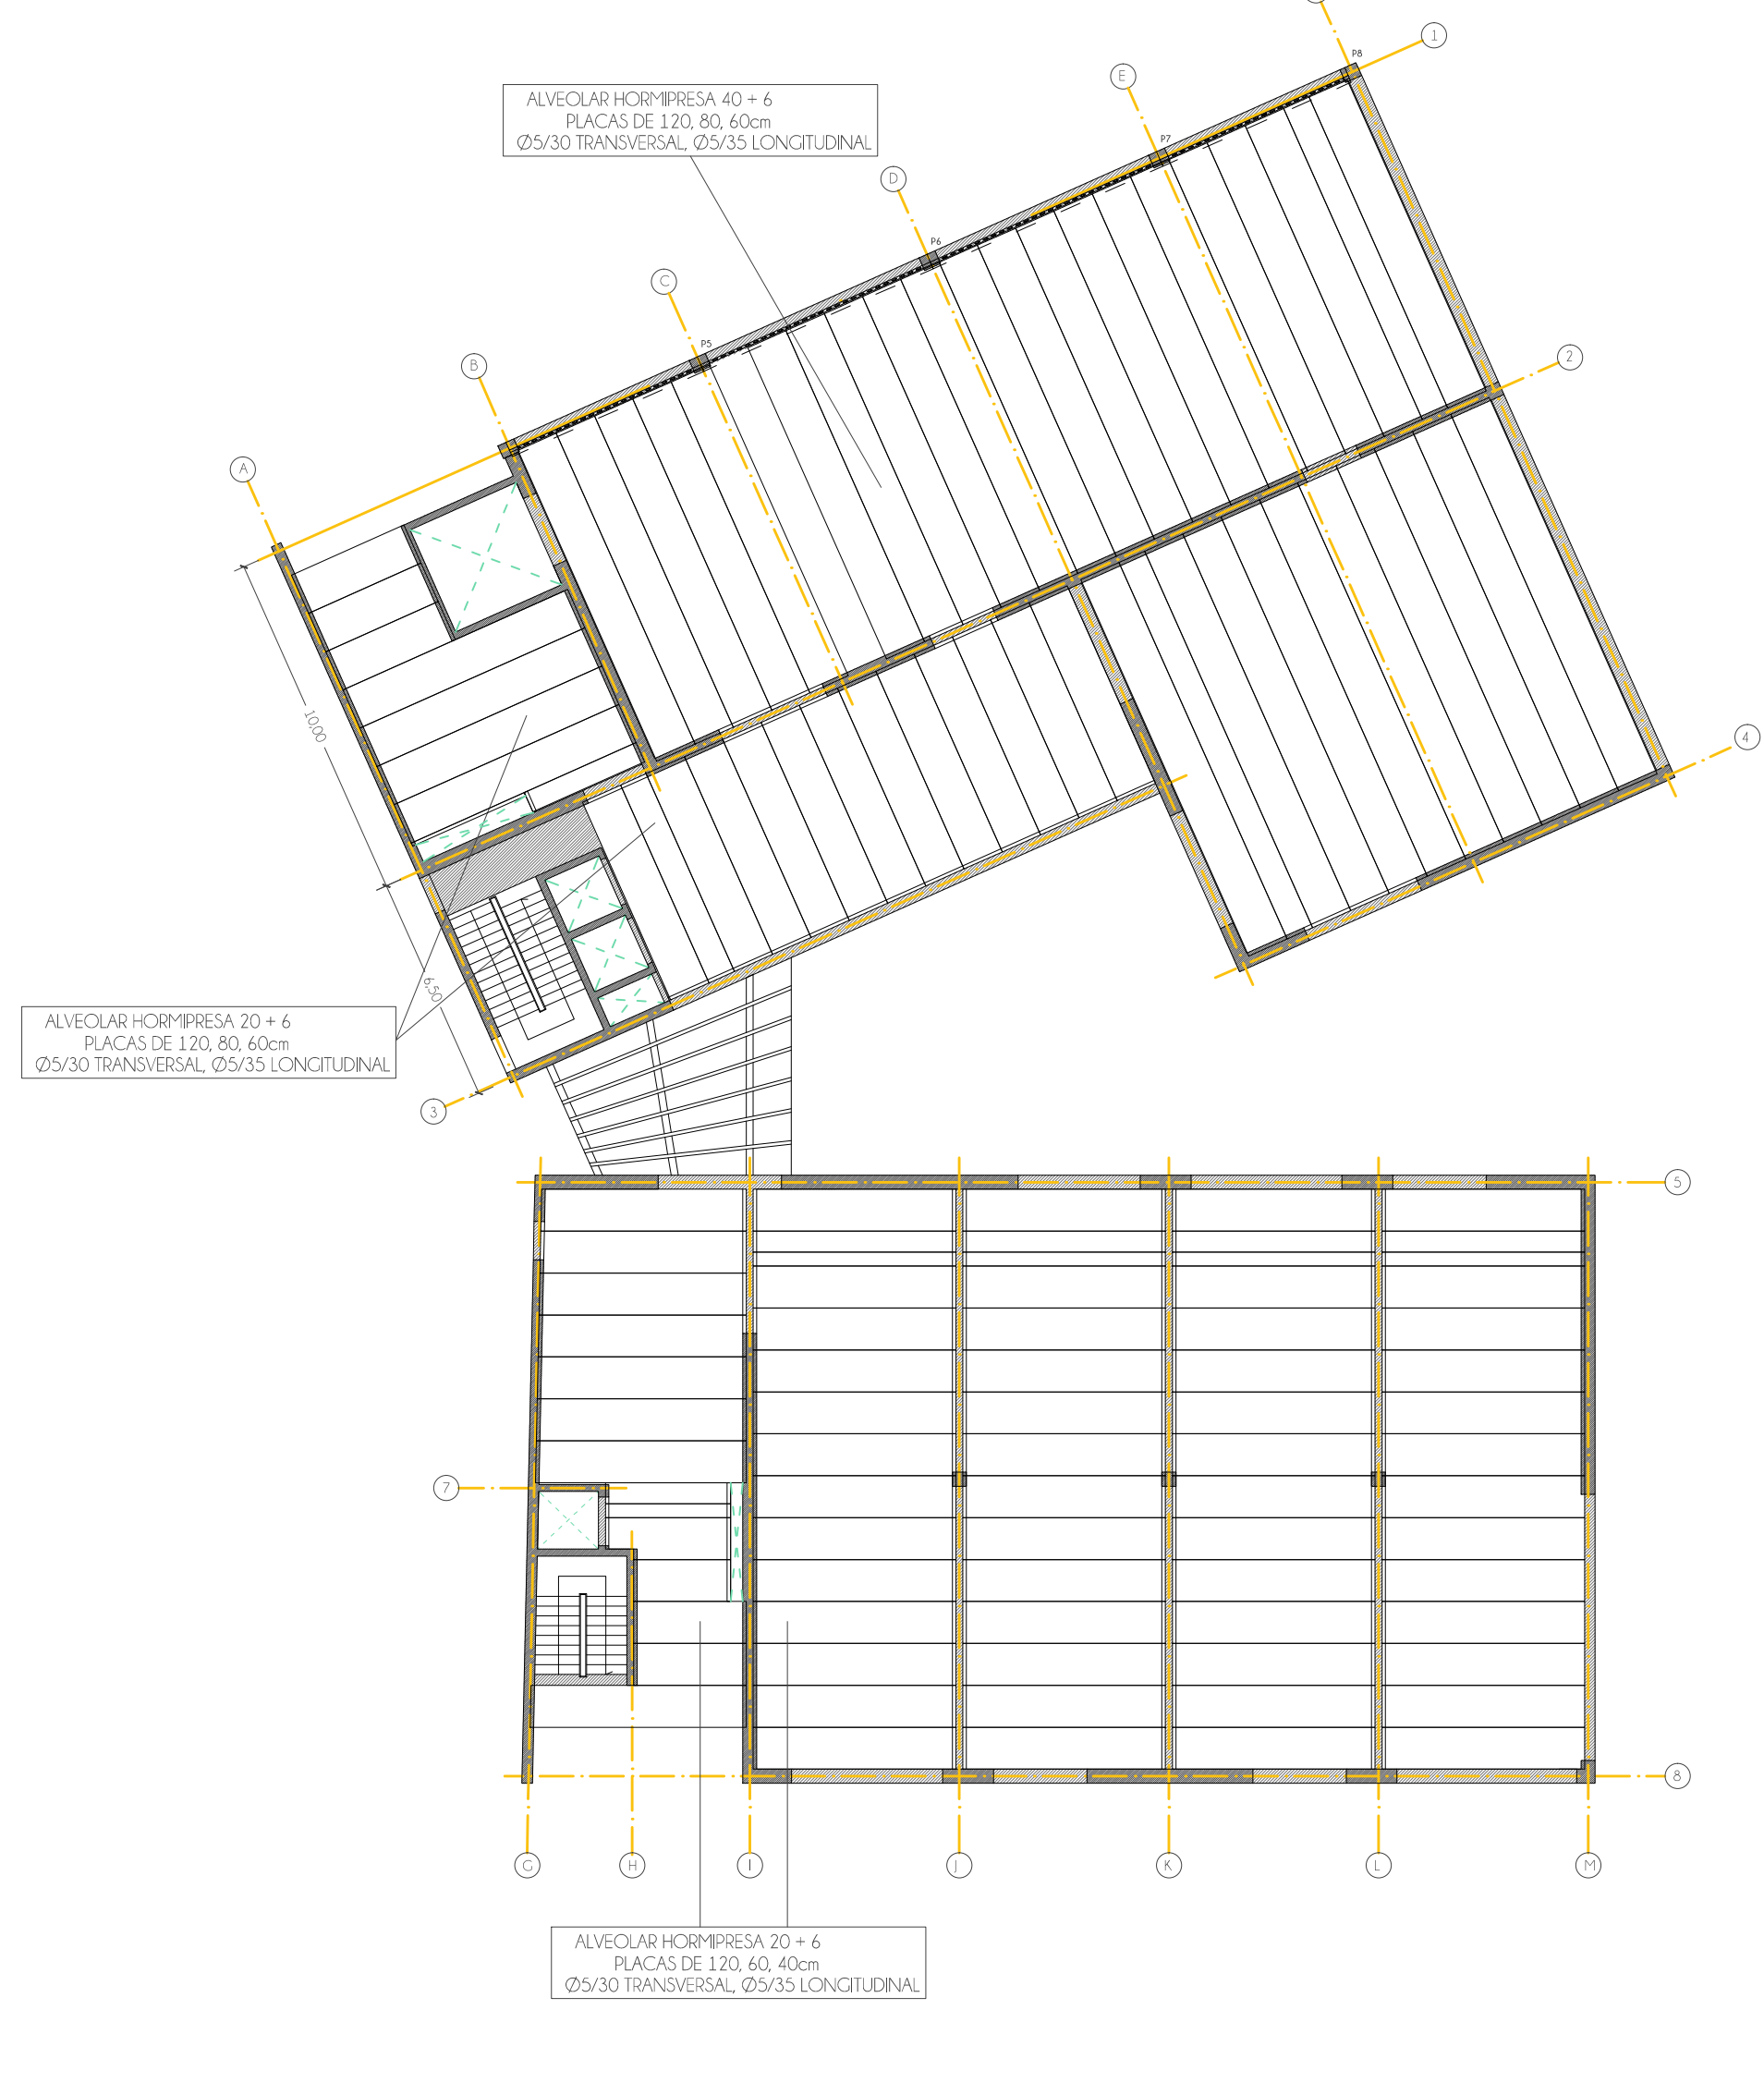 1
P8
E
ALVEOLAR HORMIPRESA 40 + 6
PLACAS DE 120, 80, 60cm
Ø5/30 TRANSVERSAL, Ø5/35 LONGITUDINAL
P7
D
P6
C
P5
2
B
A
10,00
4
6,50
ALVEOLAR HORMIPRESA 20 + 6
PLACAS DE 120, 80, 60cm
Ø5/30 TRANSVERSAL, Ø5/35 LONGITUDINAL
3
5
7
8
G
H
I
J
K
L
M
ALVEOLAR HORMIPRESA 20 + 6
PLACAS DE 120, 60, 40cm
Ø5/30 TRANSVERSAL, Ø5/35 LONGITUDINAL